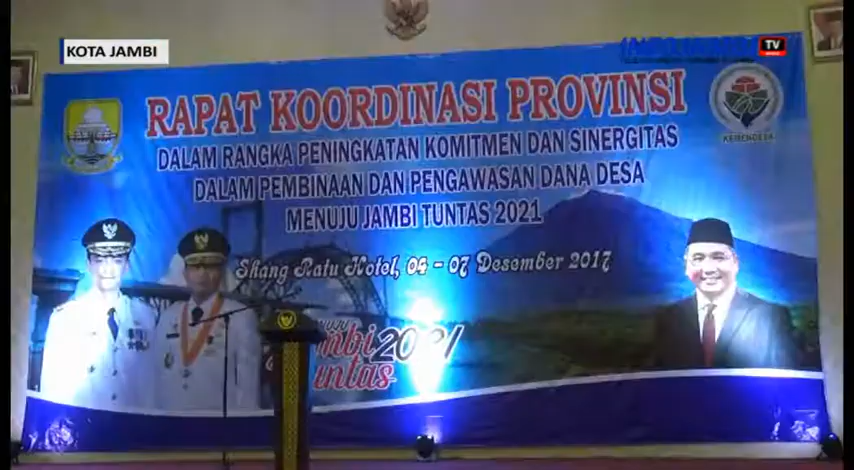 KOTA JAMBI
TV
RAPAT KOORDINASI PROVINSI
DALAM RANGKA PENINGKATAN KOMITMEN DAN SINERGITAS
DALAM PEMBINAAN DAN PENGAWASAN DANA DESA
MENUJU JAMBI TUNTAS 2021
KEMENDESA
Shang Ratu Hotel, 04 - 07 Desember 2017
Jambi 2021
Tuntas